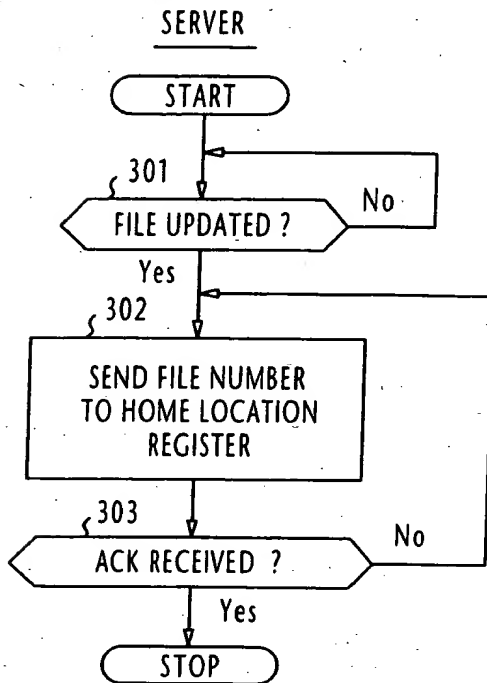 SERVER
START
301
FILE UPDATED ?
No
Yes
302
SEND FILE NUMBER
TO HOME LOCATION
REGISTER
303
ACK RECEIVED ?
No
Yes
STOP